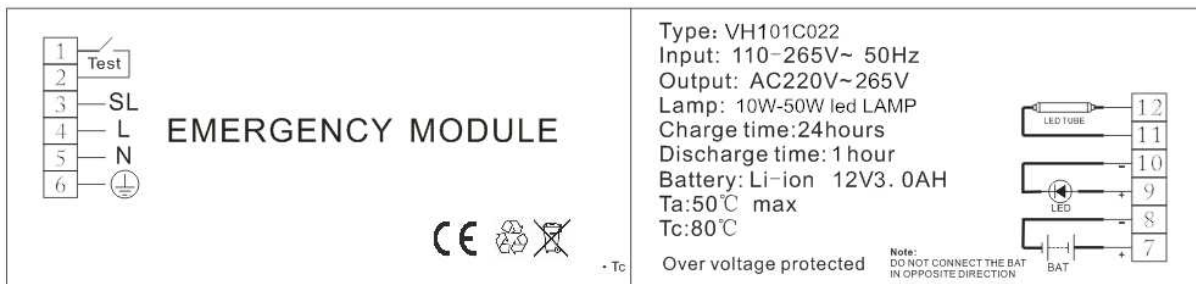 1
Test
2
3 SL
4 L
5 N
6
EMERGENCY MODULE
CE
· Tc
Type: VH101C022
Input: 110-265V~ 50Hz
Output: AC220V~265V
Lamp: 10W-50W led LAMP
Charge time:24hours
Discharge time: 1 hour
Battery: Li-ion 12V3. 0AH
Ta:50℃ max
Tc:80℃
Over voltage protected
Note:
DO NOT CONNECT THE BAT
IN OPPOSITE DIRECTION
LED TUBE
12
11
- 10
+ 9
LED
- 8
+ 7
BAT